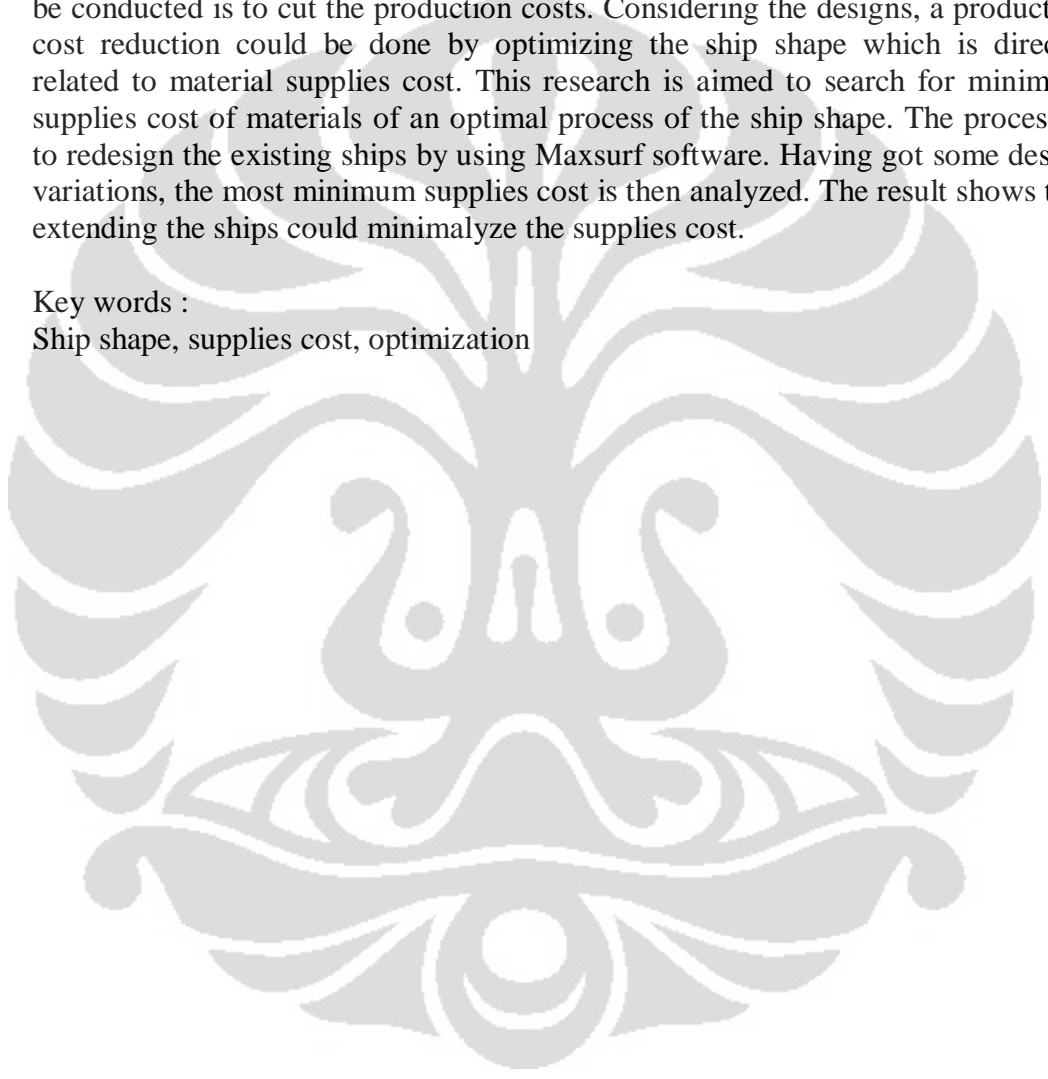 be conducted is to cut the production costs. Considering the designs, a product
cost reduction could be done by optimizing the ship shape which is direc
related to material supplies cost. This research is aimed to search for minim
supplies cost of materials of an optimal process of the ship shape. The proces
to redesign the existing ships by using Maxsurf software. Having got some des
variations, the most minimum supplies cost is then analyzed. The result shows t
extending the ships could minimalyze the supplies cost.
Key words :
Ship shape, supplies cost, optimization